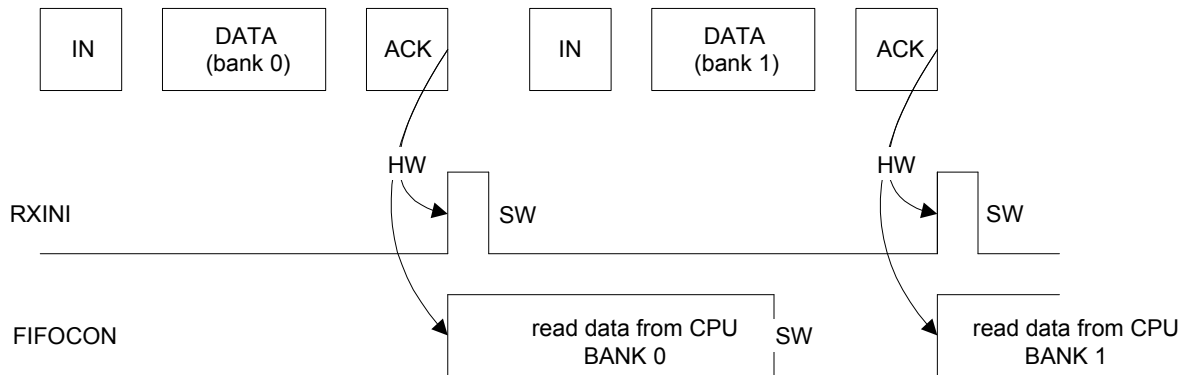 IN
DATA
(bank 0)
ACK
IN
DATA
(bank 1)
ACK
HW
HW
RXINI
SW
SW
FIFOCON
read data from CPU
BANK 0
SW
read data from CPU
BANK 1